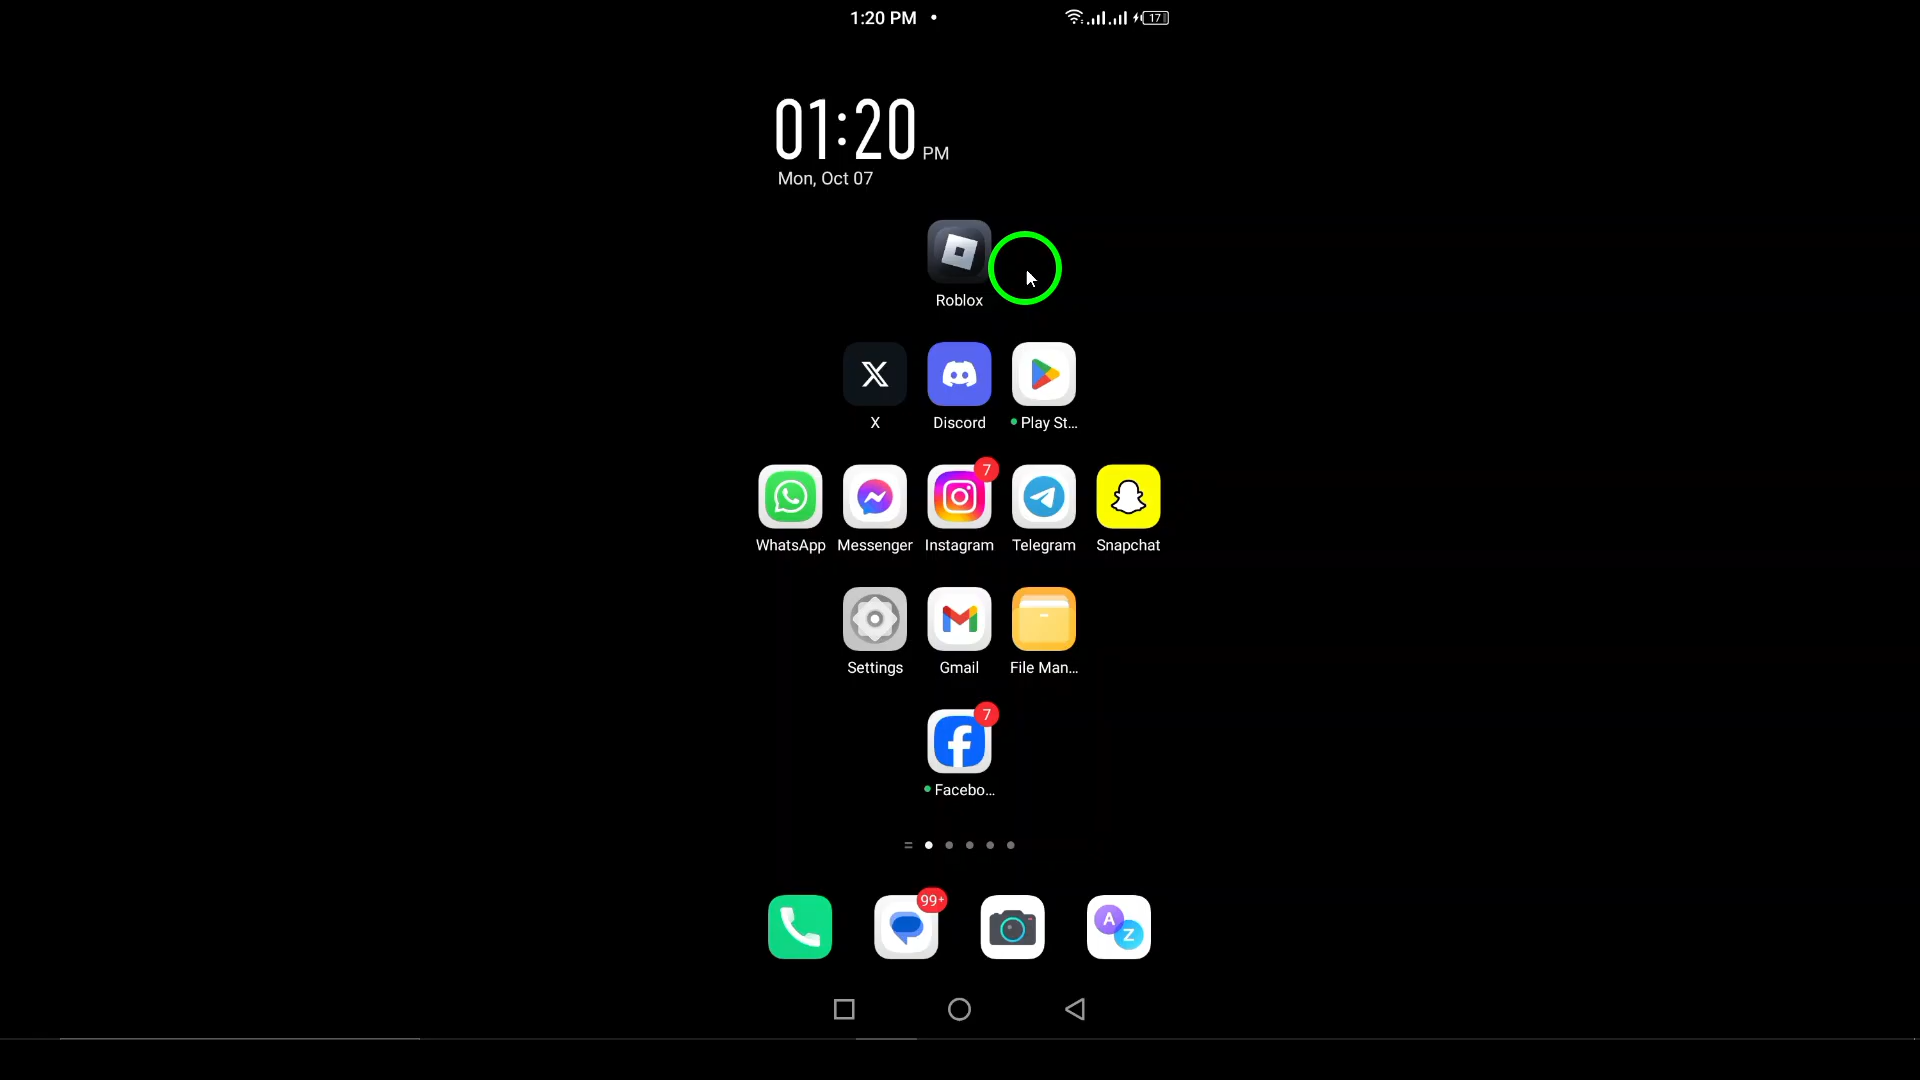 1:20 PM
17
01:20 PM
Mon, Oct 07
Roblox
X Discord Play St...
7
WhatsApp Messenger Instagram Telegram Snapchat
Settings Gmail File Man...
7
Facebo...
99+
A Z